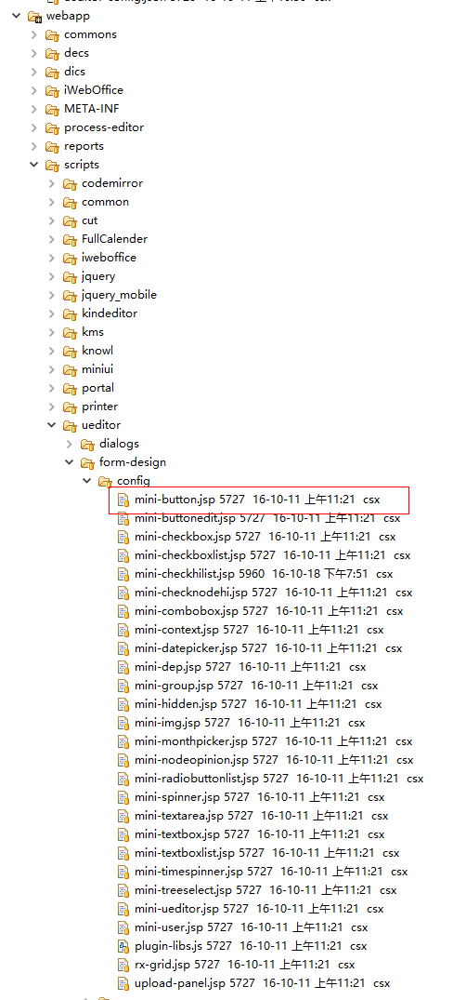 webapp
commons
decs
dics
iWebOffice
META-INF
process-editor
reports
scripts
codemirror
common
cut
FullCalender
iweboffice
jquery
jquery_mobile
kindeditor
kms
knowl
miniui
portal
printer
ueditor
dialogs
form-design
config
mini-button.jsp 5727 16-10-11 上午11:21 csx
mini-buttonedit.jsp 5727 16-10-11 上午11:21 csx
mini-checkbox.jsp 5727 16-10-11 上午11:21 csx
mini-checkboxlist.jsp 5727 16-10-11 上午11:21 csx
mini-checkhilist.jsp 5960 16-10-18 下午7:51 csx
mini-checknodehi.jsp 5727 16-10-11 上午11:21 csx
mini-combobox.jsp 5727 16-10-11 上午11:21 csx
mini-context.jsp 5727 16-10-11 上午11:21 csx
mini-datepicker.jsp 5727 16-10-11 上午11:21 csx
mini-dep.jsp 5727 16-10-11 上午11:21 csx
mini-group.jsp 5727 16-10-11 上午11:21 csx
mini-hidden.jsp 5727 16-10-11 上午11:21 csx
mini-img.jsp 5727 16-10-11 上午11:21 csx
mini-monthpicker.jsp 5727 16-10-11 上午11:21 csx
mini-nodeopinion.jsp 5727 16-10-11 上午11:21 csx
mini-radiobuttonlist.jsp 5727 16-10-11 上午11:21 csx
mini-spinner.jsp 5727 16-10-11 上午11:21 csx
mini-textarea.jsp 5727 16-10-11 上午11:21 csx
mini-textbox.jsp 5727 16-10-11 上午11:21 csx
mini-textboxlist.jsp 5727 16-10-11 上午11:21 csx
mini-timespinner.jsp 5727 16-10-11 上午11:21 csx
mini-treeselect.jsp 5727 16-10-11 上午11:21 csx
mini-ueditor.jsp 5727 16-10-11 上午11:21 csx
mini-user.jsp 5727 16-10-11 上午11:21 csx
plugin-libs.js 5727 16-10-11 上午11:21 csx
rx-grid.jsp 5727 16-10-11 上午11:21 csx
upload-panel.jsp 5727 16-10-11 上午11:21 csx